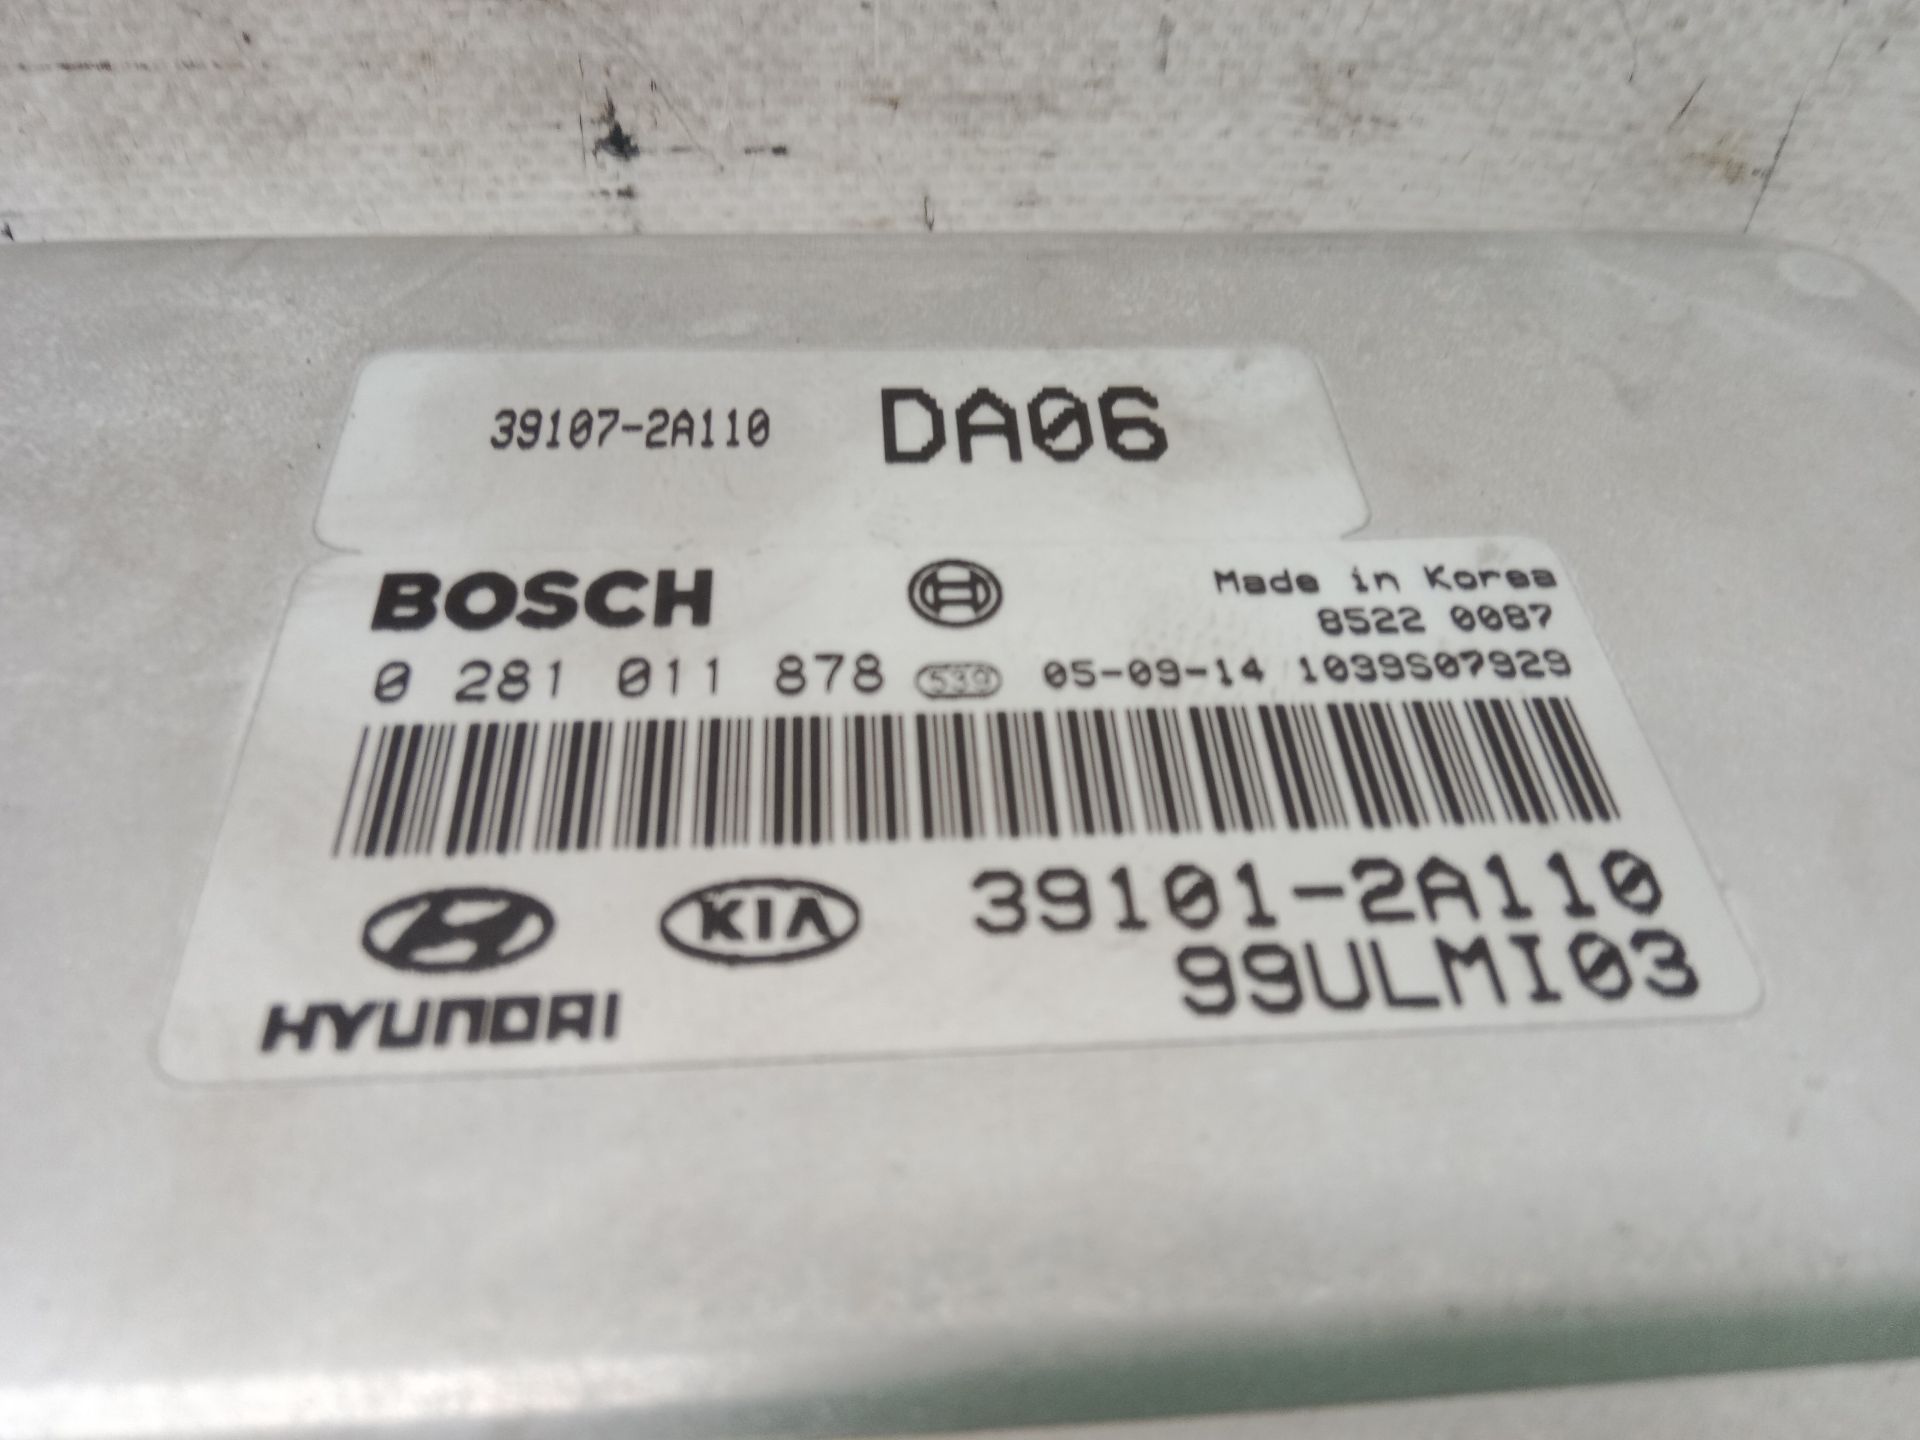 39107-2A110 DA06
BOSCH Made in Korea
8522 0087
0 281 011 878 539 05-09-14 1039S07929
KIA 39101-2A110
99ULMI03
HYUNDAI